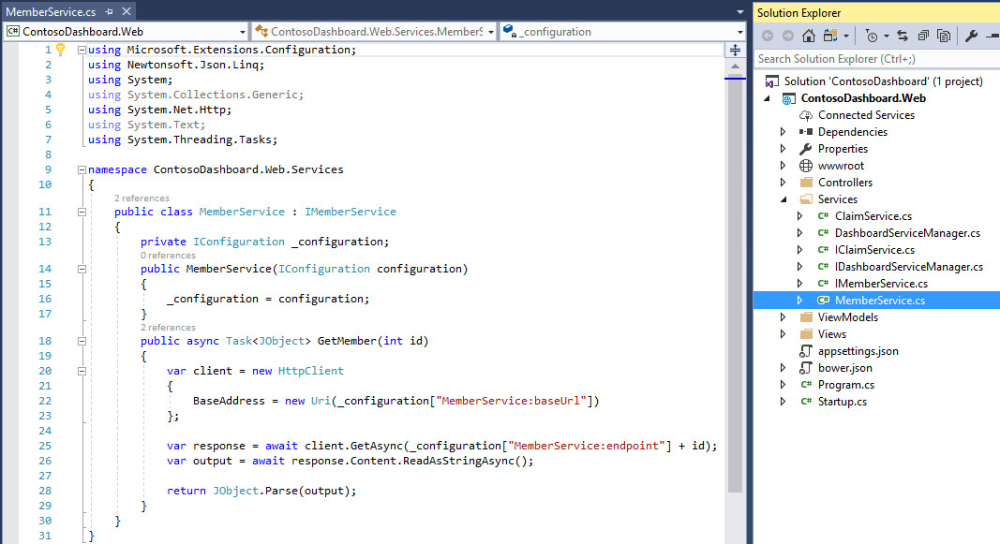 MemberService.cs
ContosoDashboard.Web
ContosoDashboard.Web.Services.MemberS
_configuration
1 using Microsoft.Extensions.Configuration;
2 using Newtonsoft.Json.Linq;
3 using System;
4 using System.Collections.Generic;
5 using System.Net.Http;
6 using System.Text;
7 using System.Threading.Tasks;
8
9 namespace ContosoDashboard.Web.Services
10 {
2 references
11 public class MemberService : IMemberService
12 {
13 private IConfiguration _configuration;
0 references
14 public MemberService(IConfiguration configuration)
15 {
16 _configuration = configuration;
17 }
2 references
18 public async Task<JObject> GetMember(int id)
19 {
20 var client = new HttpClient
21 {
22 BaseAddress = new Uri(_configuration["MemberService:baseUrl"])
23 };
24
25 var response = await client.GetAsync(_configuration["MemberService:endpoint"] + id);
26 var output = await response.Content.ReadAsStringAsync();
27
28 return JObject.Parse(output);
29 }
30 }
31 }
Solution Explorer
Search Solution Explorer (Ctrl+;)
Solution 'ContosoDashboard' (1 project)
ContosoDashboard.Web
Connected Services
Dependencies
Properties
wwwroot
Controllers
Services
C# ClaimService.cs
C# DashboardServiceManager.cs
C# IClaimService.cs
C# IDashboardServiceManager.cs
C# IMemberService.cs
C# MemberService.cs
ViewModels
Views
appsettings.json
bower.json
C# Program.cs
C# Startup.cs